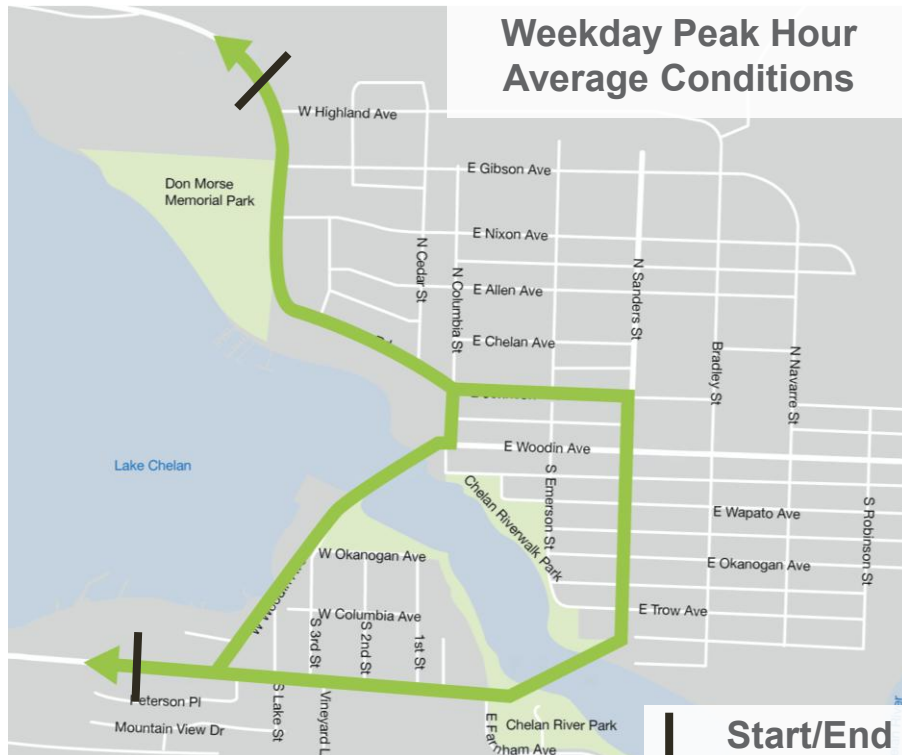 Weekday Peak Hour
Average Conditions
W Highland Ave
E Gibson Ave
Don Morse
Memorial Park
E Nixon Ave
N Cedar St
N Columbia St
N Sanders St
E Allen Ave
E Chelan Ave
Bradley St
N Navarre St
E Woodin Ave
Lake Chelan
S Emerson St
Chelan Riverwalk Park
E Wapato Ave
S Robinson St
W Okanogan Ave
E Okanogan Ave
W Columbia Ave
E Trow Ave
S 3rd St
S 2nd St
1st St
Peterson Pl
S Lake St
Vineyard L
Mountain View Dr
Chelan River Park
Start/End